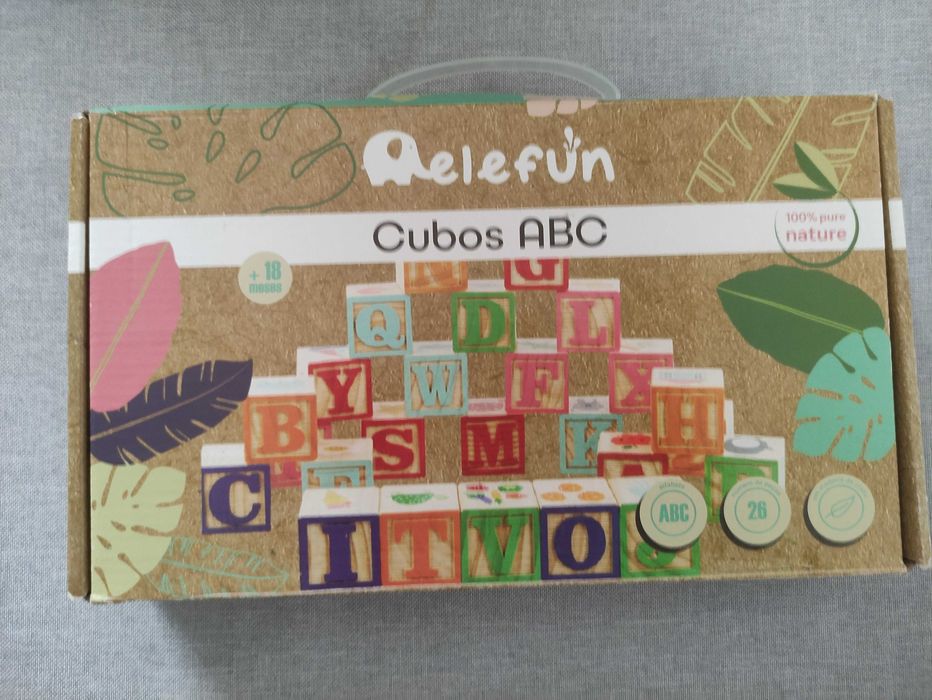 elefun
Cubos ABC
100% pure
nature
+ 18
meses
N G
Q D L
Y W F X
B S M K H
C
I T V O
ABC
26